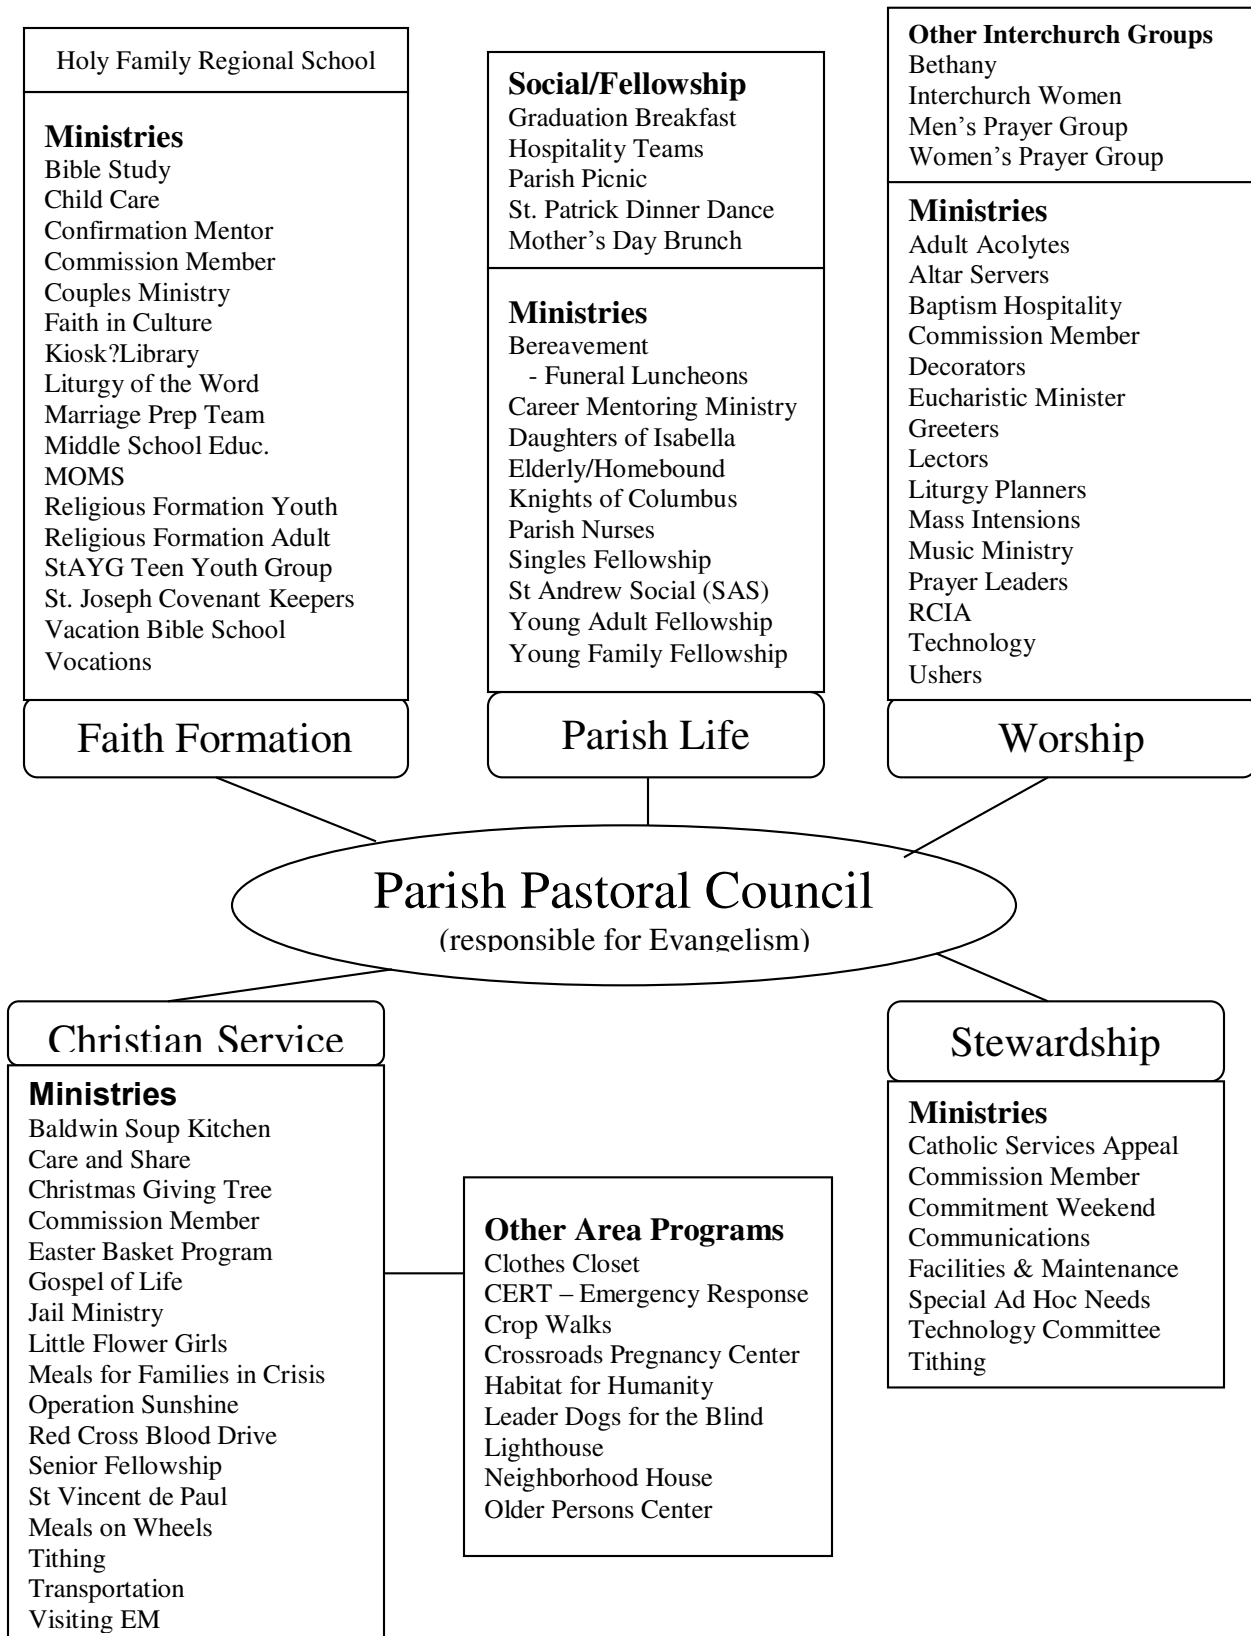 Holy Family Regional School
Ministries
Bible Study
Child Care
Confirmation Mentor
Commission Member
Couples Ministry
Faith in Culture
Kiosk?Library
Liturgy of the Word
Marriage Prep Team
Middle School Educ.
MOMS
Religious Formation Youth
Religious Formation Adult
StAYG Teen Youth Group
St. Joseph Covenant Keepers
Vacation Bible School
Vocations
Faith Formation
Social/Fellowship
Graduation Breakfast
Hospitality Teams
Parish Picnic
St. Patrick Dinner Dance
Mother's Day Brunch
Ministries
Bereavement
- Funeral Luncheons
Career Mentoring Ministry
Daughters of Isabella
Elderly/Homebound
Knights of Columbus
Parish Nurses
Singles Fellowship
St Andrew Social (SAS)
Young Adult Fellowship
Young Family Fellowship
Parish Life
Other Interchurch Groups
Bethany
Interchurch Women
Men's Prayer Group
Women's Prayer Group
Ministries
Adult Acolytes
Altar Servers
Baptism Hospitality
Commission Member
Decorators
Eucharistic Minister
Greeters
Lectors
Liturgy Planners
Mass Intensions
Music Ministry
Prayer Leaders
RCIA
Technology
Ushers
Worship
Parish Pastoral Council
(responsible for Evangelism)
Christian Service
Ministries
Baldwin Soup Kitchen
Care and Share
Christmas Giving Tree
Commission Member
Easter Basket Program
Gospel of Life
Jail Ministry
Little Flower Girls
Meals for Families in Crisis
Operation Sunshine
Red Cross Blood Drive
Senior Fellowship
St Vincent de Paul
Meals on Wheels
Tithing
Transportation
Visiting EM
Other Area Programs
Clothes Closet
CERT – Emergency Response
Crop Walks
Crossroads Pregnancy Center
Habitat for Humanity
Leader Dogs for the Blind
Lighthouse
Neighborhood House
Older Persons Center
Stewardship
Ministries
Catholic Services Appeal
Commission Member
Commitment Weekend
Communications
Facilities & Maintenance
Special Ad Hoc Needs
Technology Committee
Tithing